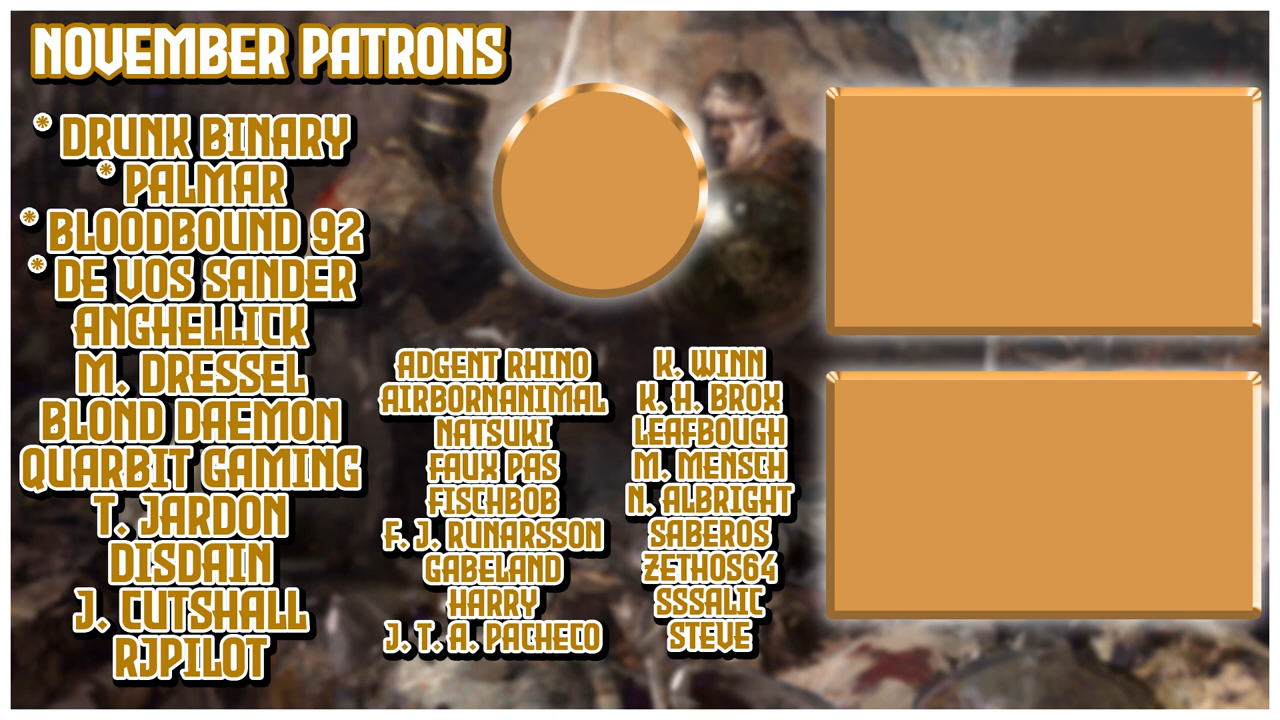 NOVEMBER PATRONS
* DRUNK BINARY
* PALMAR
* BLOODBOUND 92
* DE VOS SANDER
ANGHELLICK
M. DRESSEL
BLOND DAEMON
QUARBIT GAMING
T. JARDON
DISDAIN
J. CUTSHALL
RJPILOT
ADGENT RHINO
AIRBORNANIMAL
NATSUKI
FAUX PAS
FISCHBOB
F. J. RUNARSSON
GABELAND
HARRY
J. T. A. PACHECO
K. WINN
K. H. BROX
LEAFBOUGH
M. MENSCH
N. ALBRIGHT
SABEROS
ZETHOS64
SSSALIC
STEVE